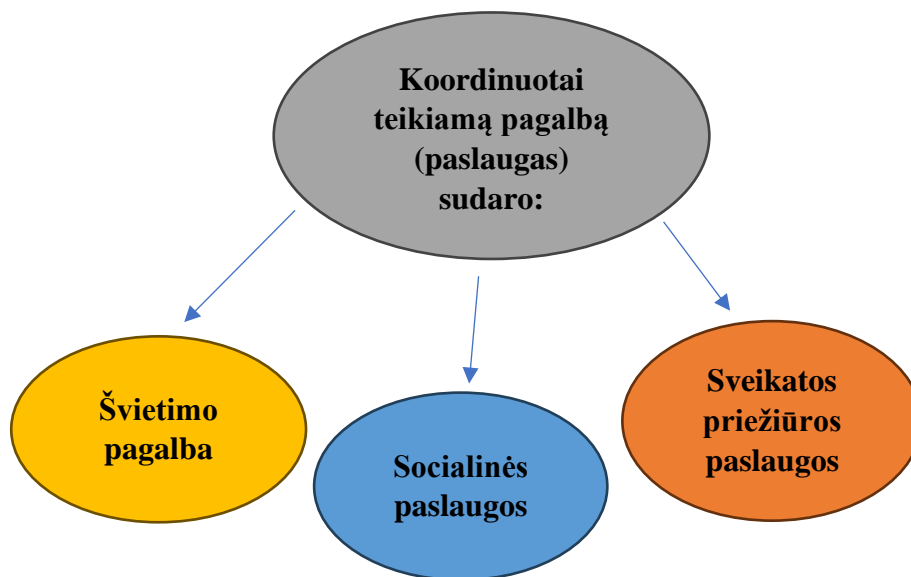 Koordinuotai
teikiamą pagalbą
(paslaugas)
sudaro:
Švietimo
pagalba
Socialinės
paslaugos
Sveikatos
priežiūros
paslaugos